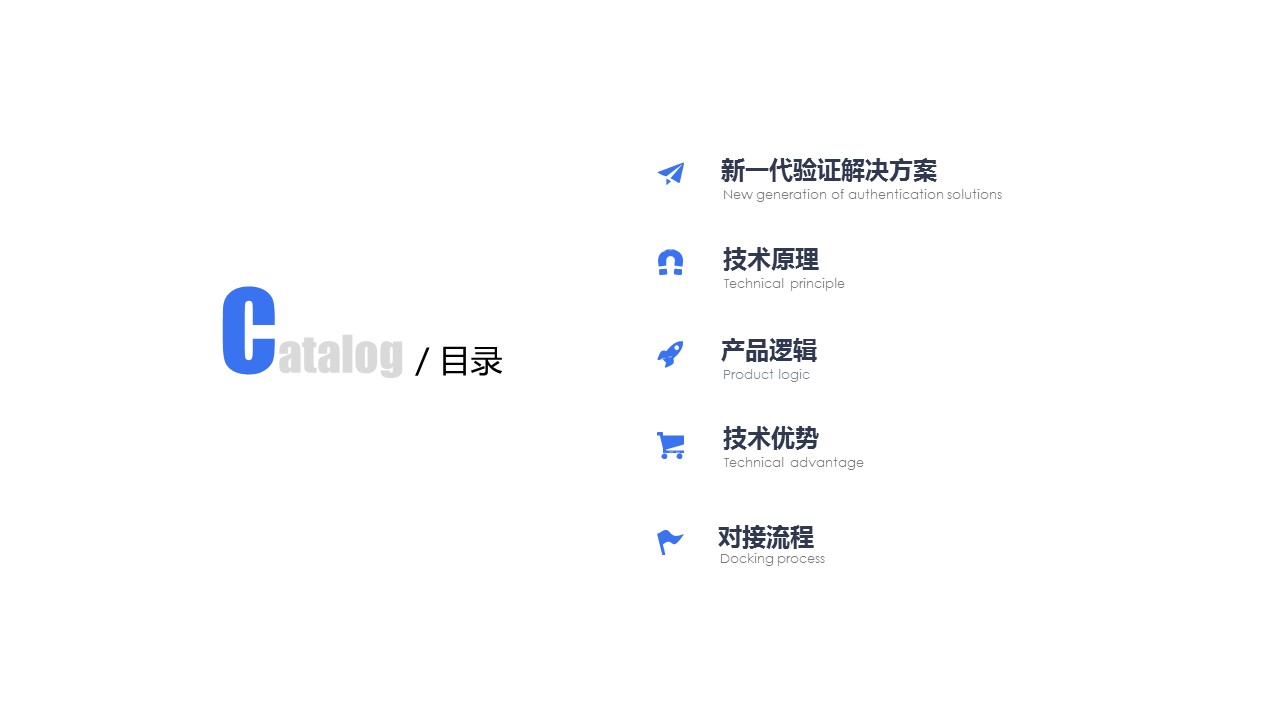 Catalog / 目录
新一代验证解决方案
New generation of authentication solutions
技术原理
Technical principle
产品逻辑
Product logic
技术优势
Technical advantage
对接流程
Docking process